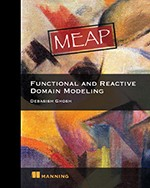 MEAP
FUNCTIONAL AND REACTIVE
DOMAIN MODELING
DEBASISH GHOSH
MANNING